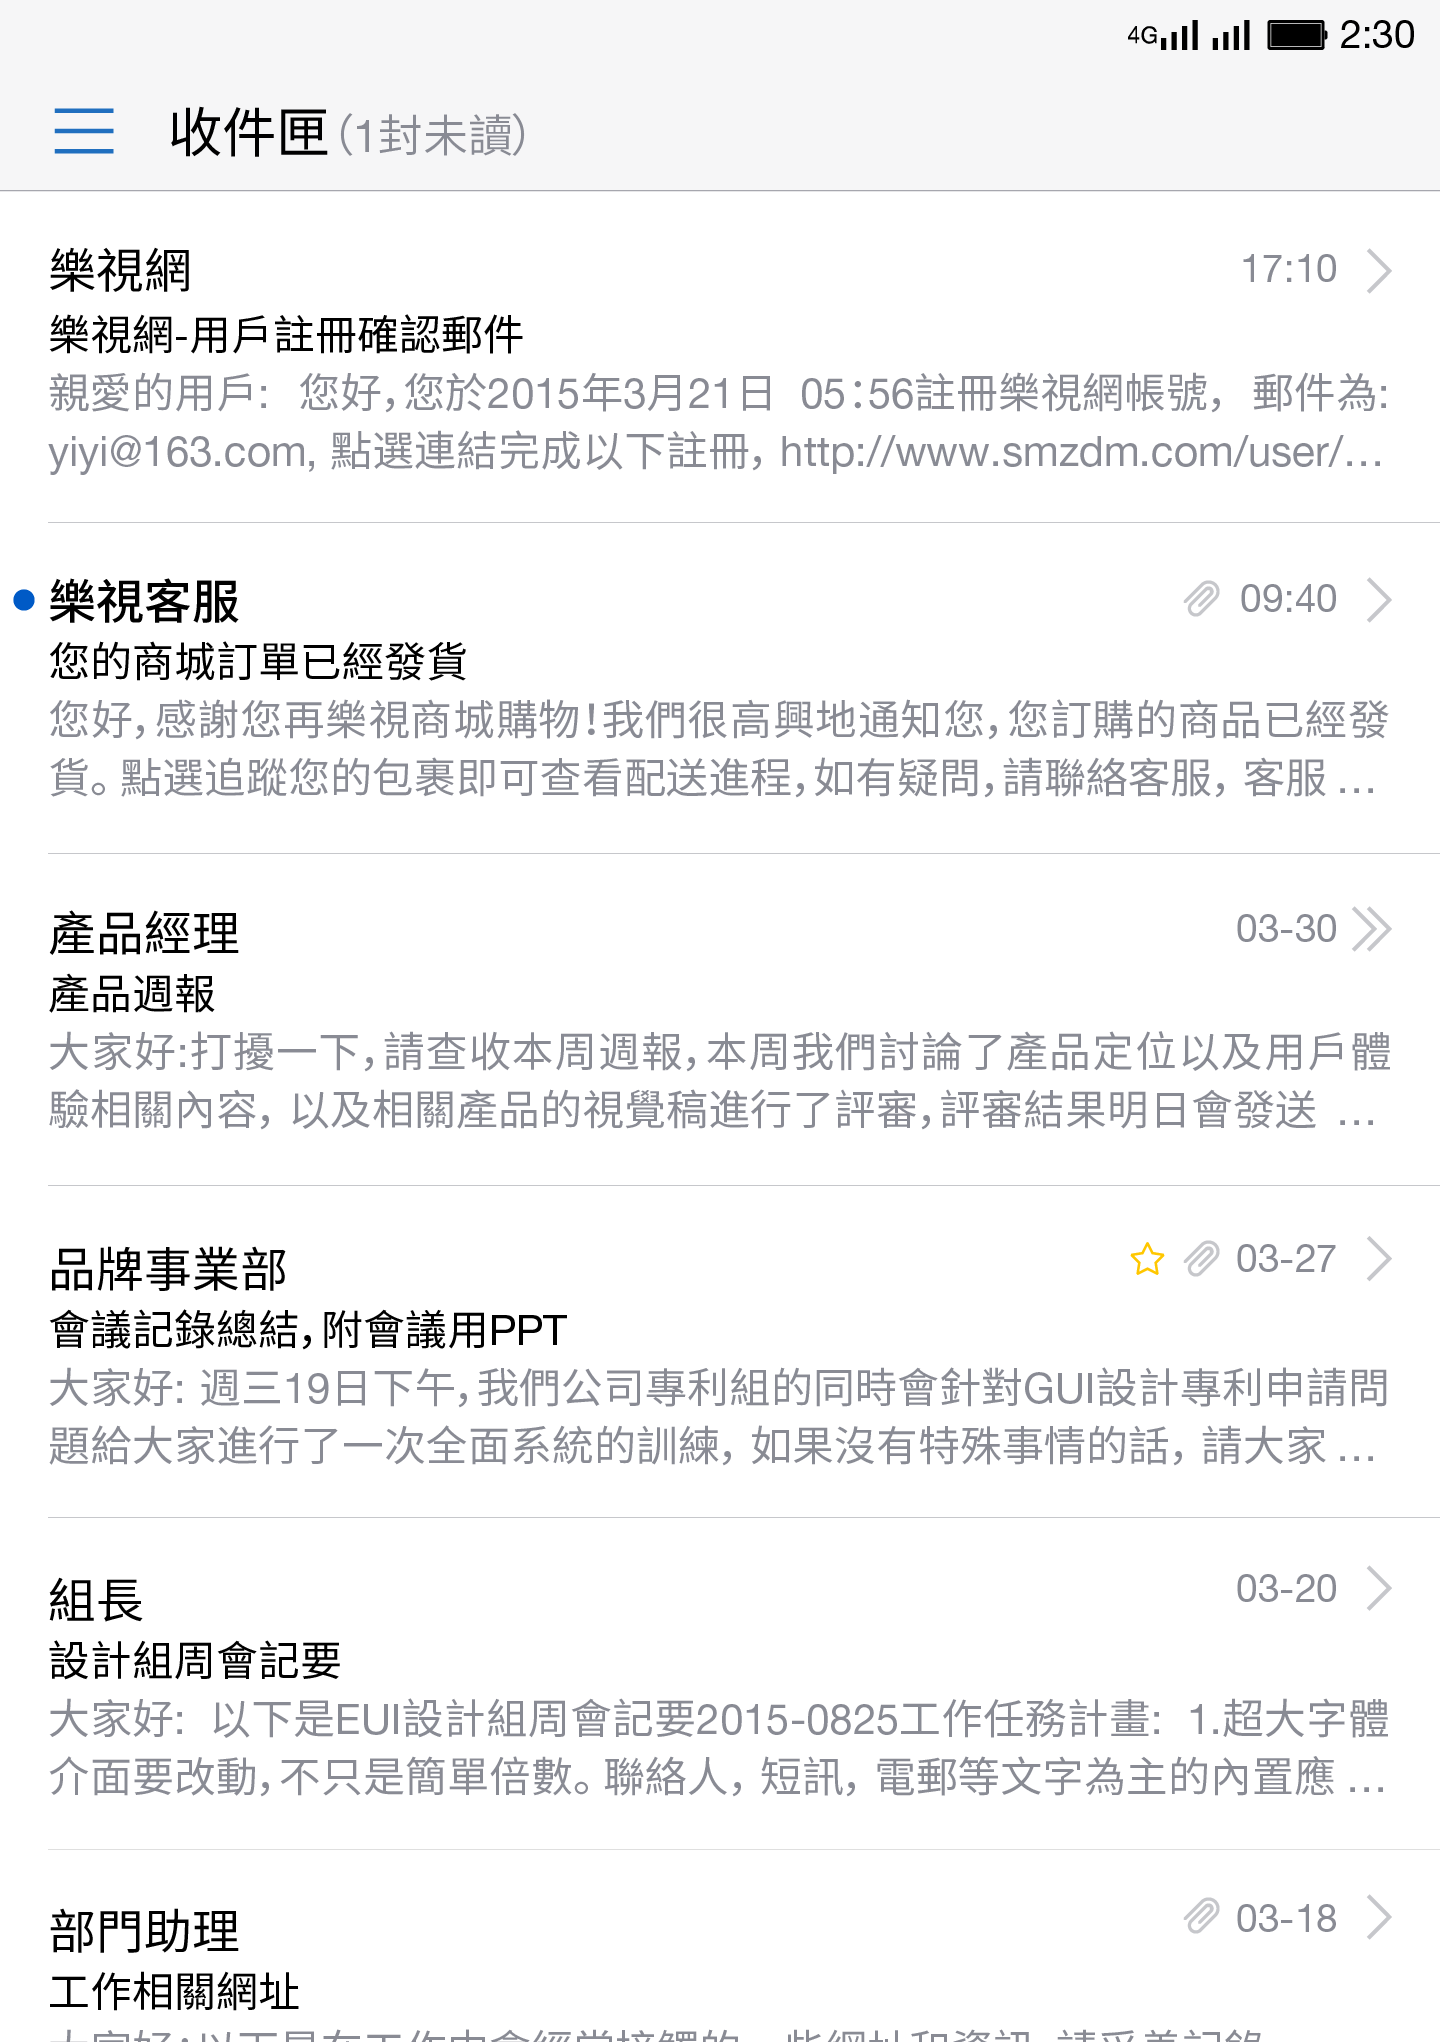 4G 2:30
收件匣(1封未讀)
樂視網 17:10
樂視網-用戶註冊確認郵件
親愛的用戶: 您好,您於2015年3月21日 05:56註冊樂視網帳號, 郵件為:
yiyi@163.com, 點選連結完成以下註冊, http://www.smzdm.com/user/...
樂視客服 09:40
您的商城訂單已經發貨
您好,感謝您再樂視商城購物!我們很高興地通知您,您訂購的商品已經發
貨。點選追蹤您的包裹即可查看配送進程,如有疑問,請聯絡客服, 客服 ...
產品經理 03-30
產品週報
大家好:打擾一下,請查收本周週報,本周我們討論了產品定位以及用戶體
驗相關內容, 以及相關產品的視覺稿進行了評審,評審結果明日會發送 ...
品牌事業部 03-27
會議記錄總結,附會議用PPT
大家好: 週三19日下午,我們公司專利組的同時會針對GUI設計專利申請問
題給大家進行了一次全面系統的訓練, 如果沒有特殊事情的話, 請大家 ...
組長 03-20
設計組周會記要
大家好: 以下是EUI設計組周會記要2015-0825工作任務計畫: 1.超大字體
介面要改動,不只是簡單倍數。聯絡人, 短訊, 電郵等文字為主的內置應 ...
部門助理 03-18
工作相關網址